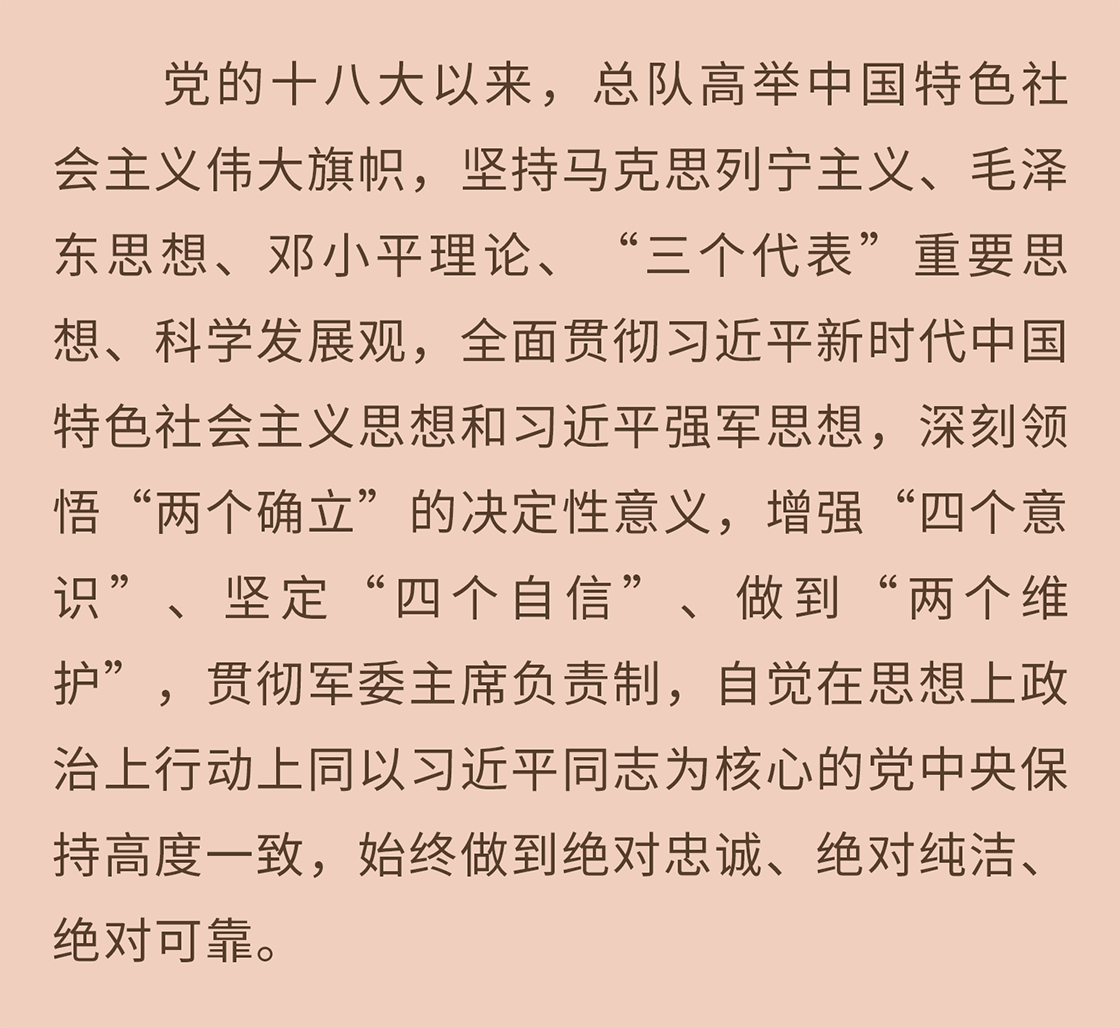 党的十八大以来，总队高举中国特色社
会主义伟大旗帜，坚持马克思列宁主义、毛泽
东思想、邓小平理论、“三个代表”重要思
想、科学发展观，全面贯彻习近平新时代中国
特色社会主义思想和习近平强军思想，深刻领
悟“两个确立”的决定性意义，增强“四个意
识”、坚定“四个自信”、做到“两个维
护”，贯彻军委主席负责制，自觉在思想上政
治上行动上同以习近平同志为核心的党中央保
持高度一致，始终做到绝对忠诚、绝对纯洁、
绝对可靠。